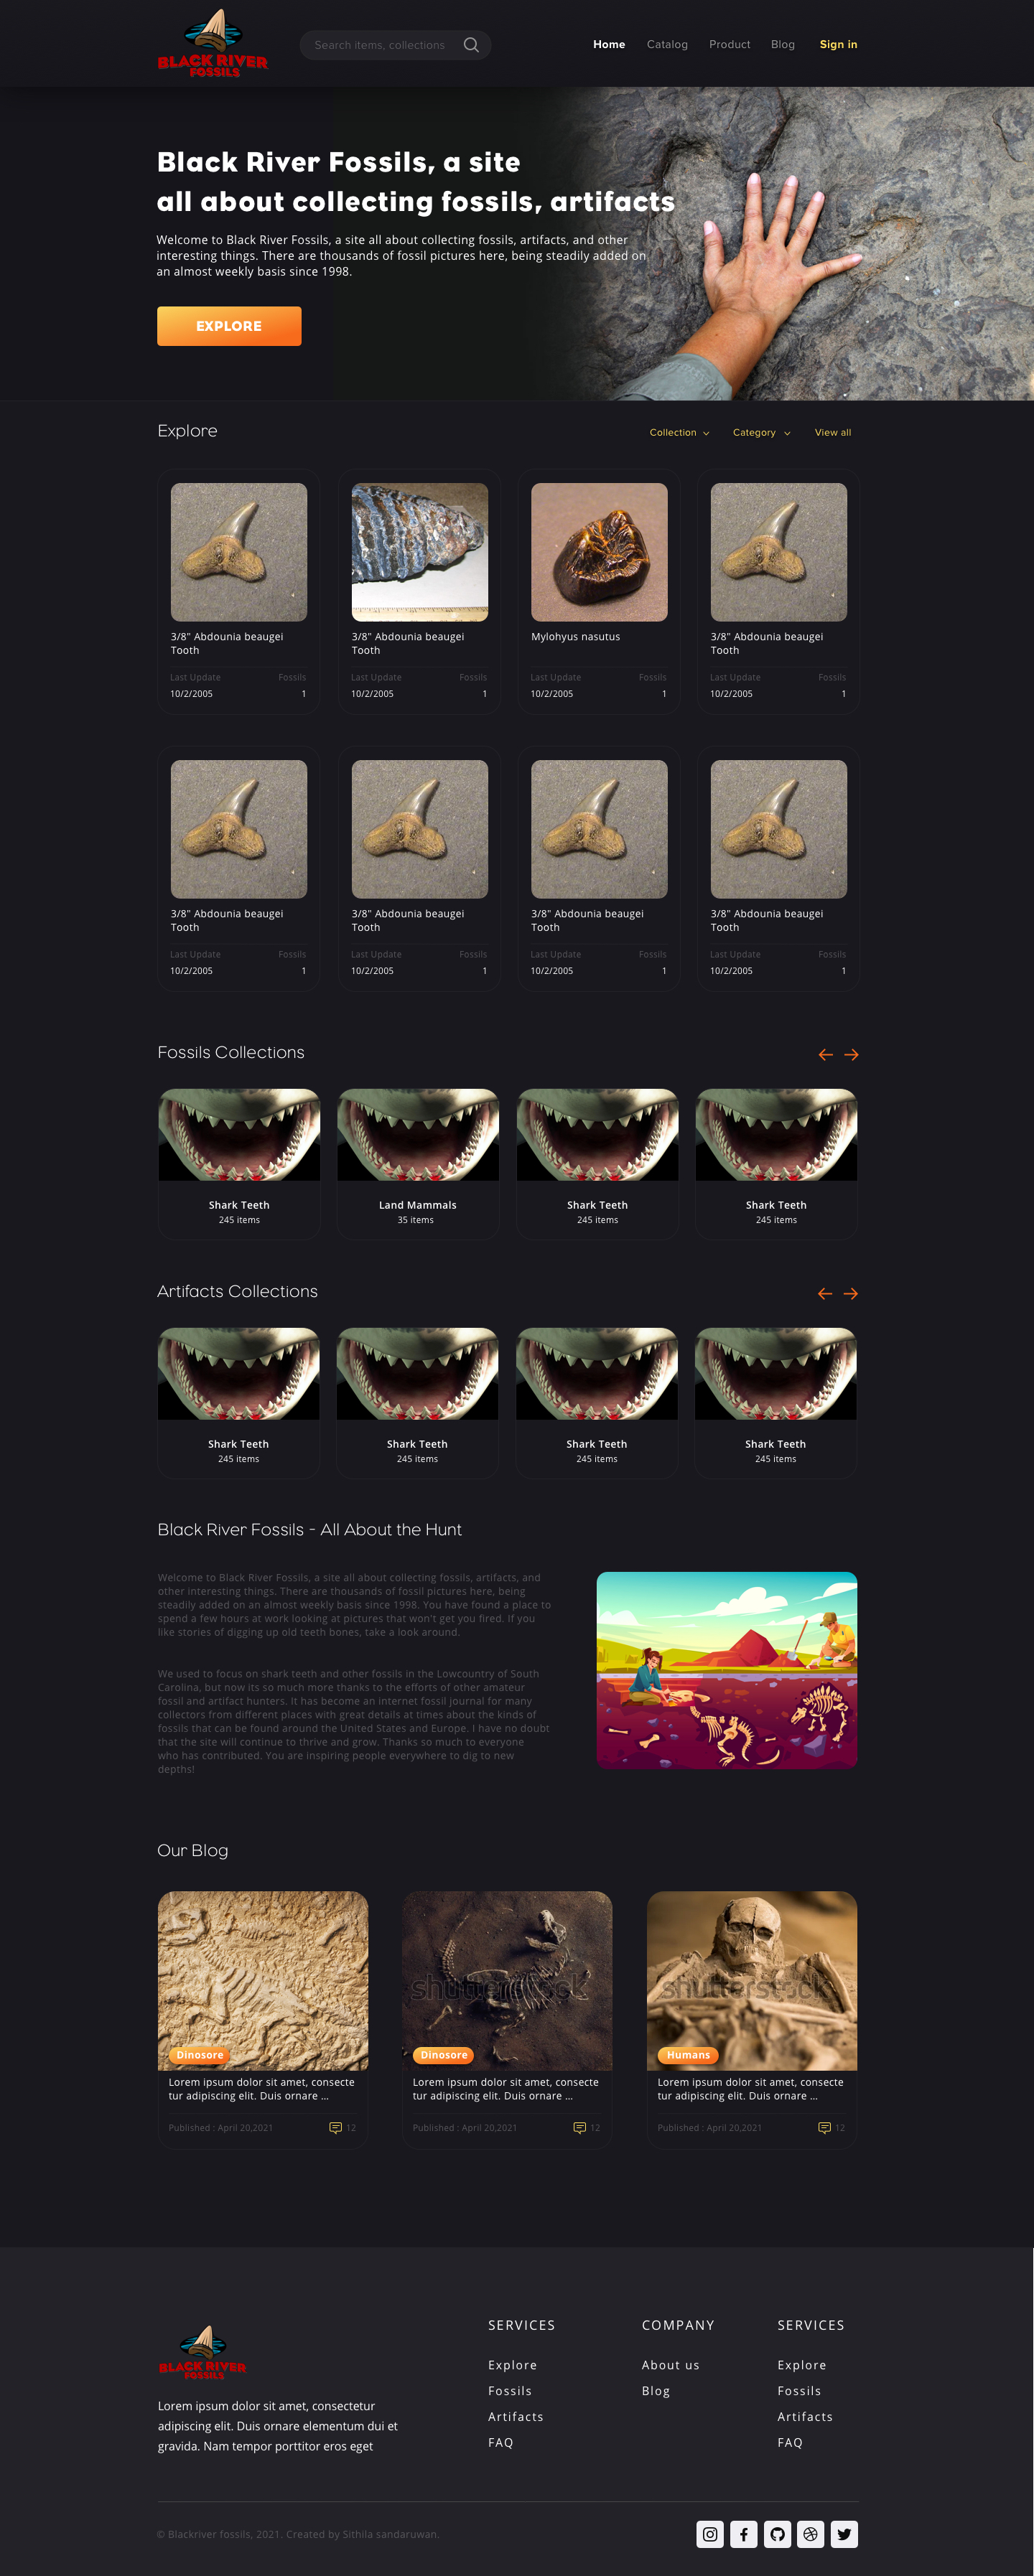 BLACK RIVER
FOSSILS
Search items, collections
Home Catalog Product Blog Sign in
Black River Fossils, a site
all about collecting fossils, artifacts
Welcome to Black River Fossils, a site all about collecting fossils, artifacts, and other
interesting things. There are thousands of fossil pictures here, being steadily added on
an almost weekly basis since 1998.
EXPLORE
Explore
Collection Category View all
3/8" Abdounia beaugei
Tooth
Last Update Fossils
10/2/2005 1
3/8" Abdounia beaugei
Tooth
Last Update Fossils
10/2/2005 1
Mylohyus nasutus
Last Update Fossils
10/2/2005 1
3/8" Abdounia beaugei
Tooth
Last Update Fossils
10/2/2005 1
3/8" Abdounia beaugei
Tooth
Last Update Fossils
10/2/2005 1
3/8" Abdounia beaugei
Tooth
Last Update Fossils
10/2/2005 1
3/8" Abdounia beaugei
Tooth
Last Update Fossils
10/2/2005 1
3/8" Abdounia beaugei
Tooth
Last Update Fossils
10/2/2005 1
Fossils Collections
Shark Teeth
245 items
Land Mammals
35 items
Shark Teeth
245 items
Shark Teeth
245 items
Artifacts Collections
Shark Teeth
245 items
Shark Teeth
245 items
Shark Teeth
245 items
Shark Teeth
245 items
Black River Fossils - All About the Hunt
Welcome to Black River Fossils, a site all about collecting fossils, artifacts, and
other interesting things. There are thousands of fossil pictures here, being
steadily added on an almost weekly basis since 1998. You have found a place to
spend a few hours at work looking at pictures that won't get you fired. If you
like stories of digging up old teeth bones, take a look around.
We used to focus on shark teeth and other fossils in the Lowcountry of South
Carolina, but now its so much more thanks to the efforts of other amateur
fossil and artifact hunters. It has become an internet fossil journal for many
collectors from different places with great details at times about the kinds of
fossils that can be found around the United States and Europe. I have no doubt
that the site will continue to thrive and grow. Thanks so much to everyone
who has contributed. You are inspiring people everywhere to dig to new
depths!
Our Blog
Dinosore
Lorem ipsum dolor sit amet, consecte
tur adipiscing elit. Duis ornare ...
Published : April 20,2021 12
shutterstock
Dinosore
Lorem ipsum dolor sit amet, consecte
tur adipiscing elit. Duis ornare ...
Published : April 20,2021 12
shutterstock
Humans
Lorem ipsum dolor sit amet, consecte
tur adipiscing elit. Duis ornare ...
Published : April 20,2021 12
BLACK RIVER
FOSSILS
Lorem ipsum dolor sit amet, consectetur
adipiscing elit. Duis ornare elementum dui et
gravida. Nam tempor porttitor eros eget
SERVICES
Explore
Fossils
Artifacts
FAQ
COMPANY
About us
Blog
SERVICES
Explore
Fossils
Artifacts
FAQ
© Blackriver fossils, 2021. Created by Sithila sandaruwan.